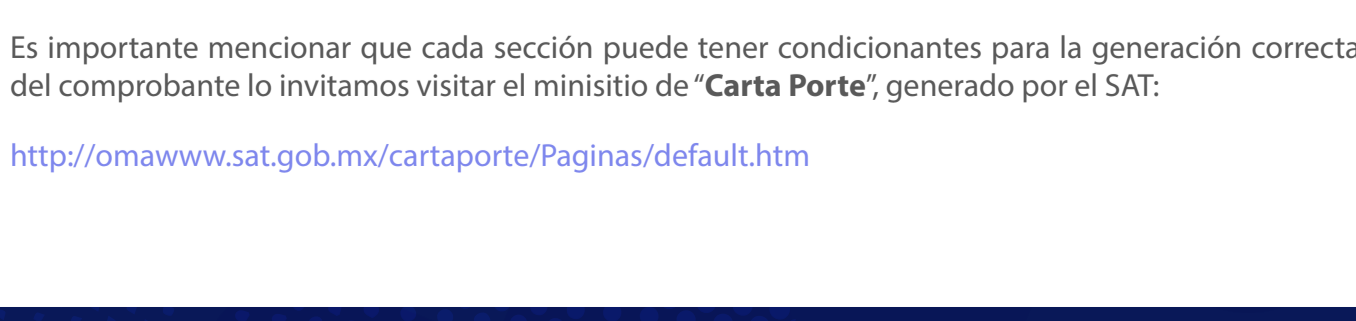 Es importante mencionar que cada sección puede tener condicionantes para la generación correcta
del comprobante lo invitamos visitar el minisitio de “Carta Porte”, generado por el SAT:
http://omawww.sat.gob.mx/cartaporte/Paginas/default.htm